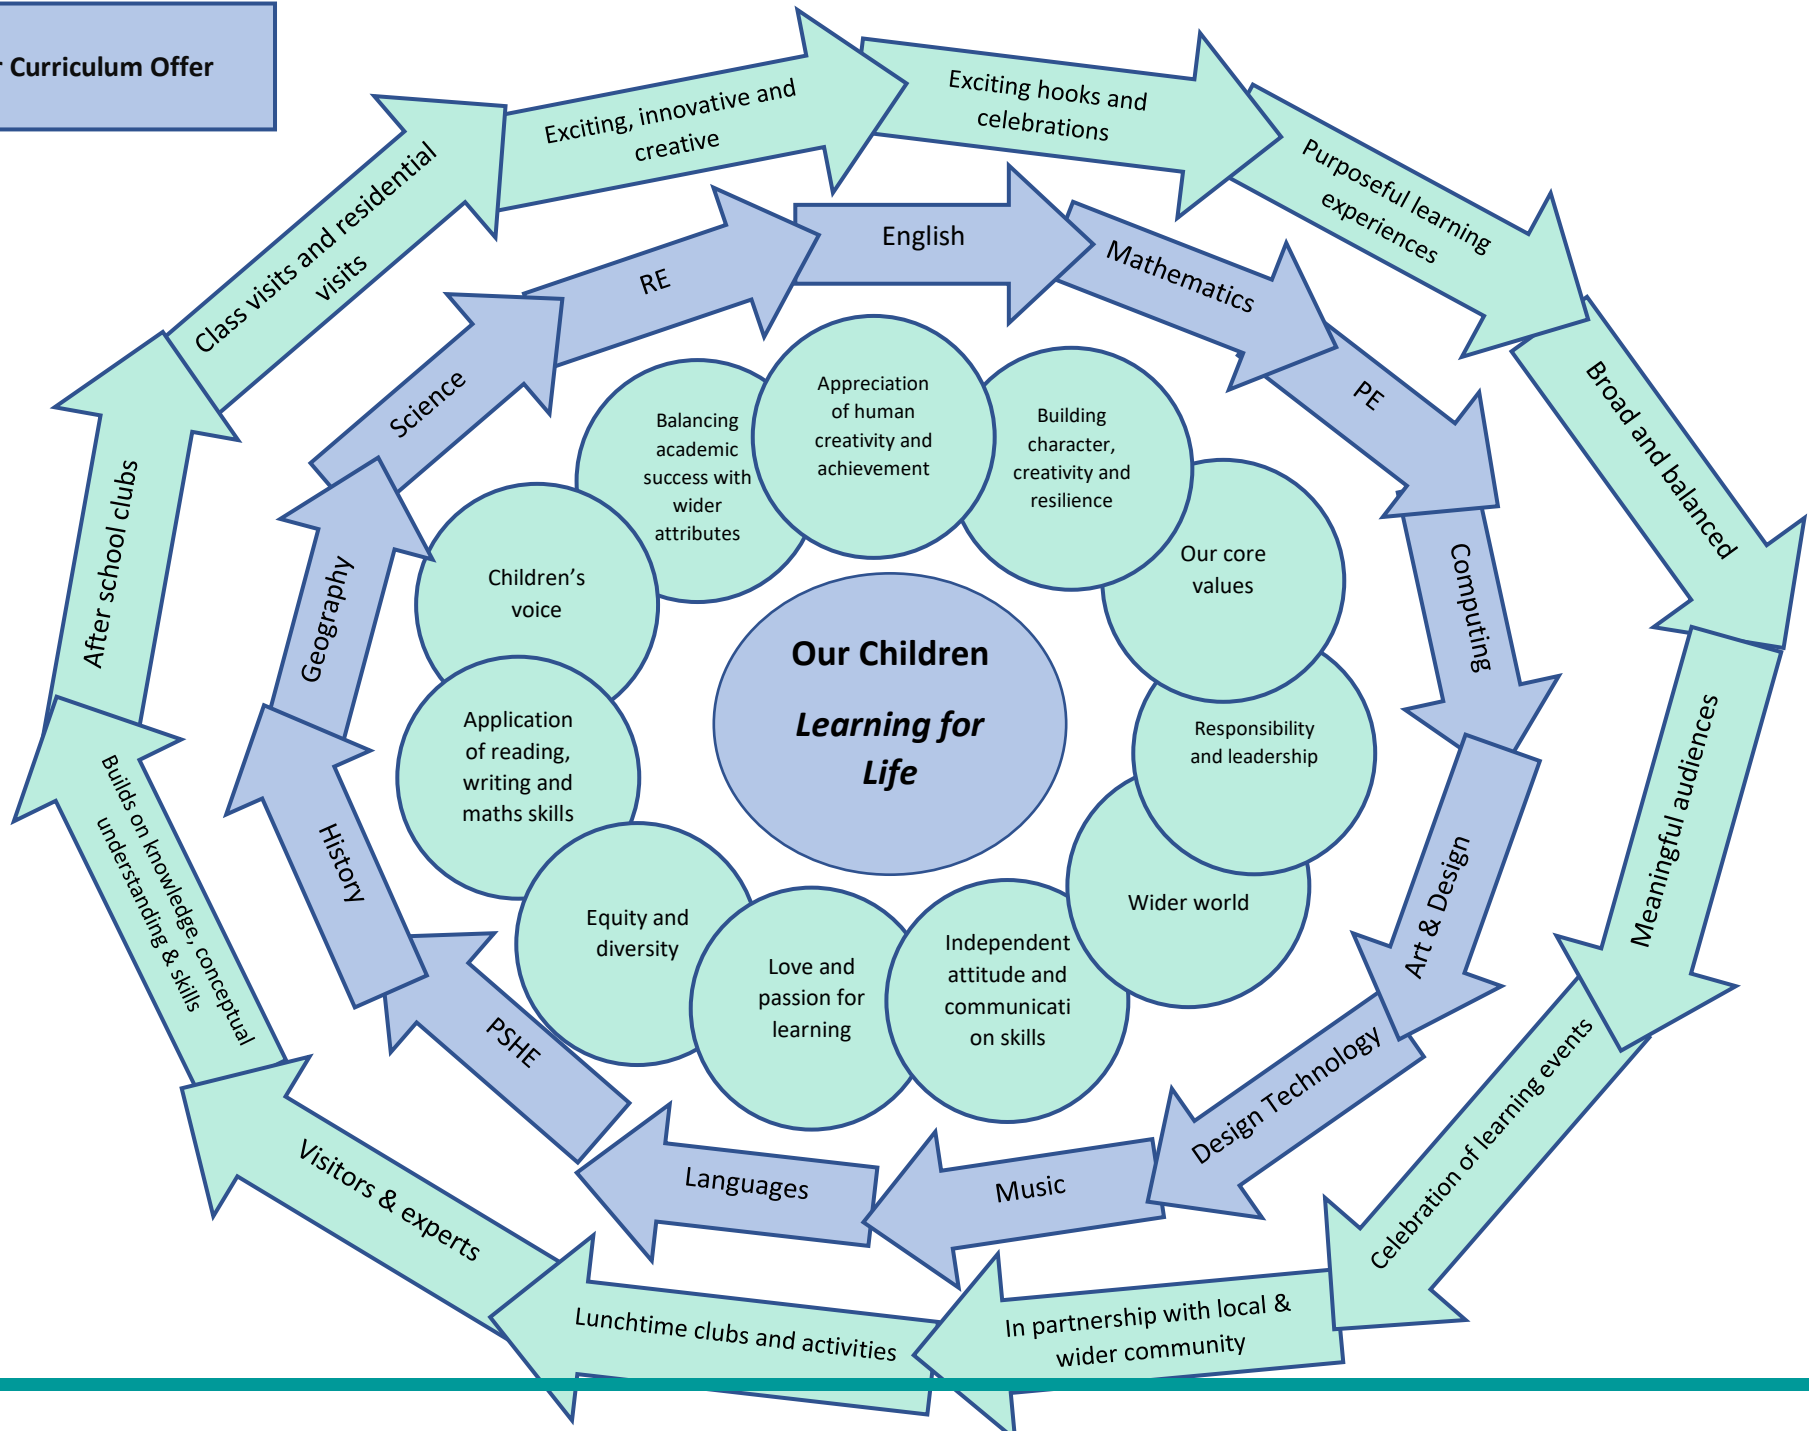 r Curriculum Offer
Exciting, innovative and
creative
Exciting hooks and
celebrations
Purposeful learning
experiences
Broad and balanced
Meaningful audiences
Celebration of learning events
In partnership with local &
wider community
Lunchtime clubs and activities
Visitors & experts
Builds on knowledge, conceptual
understanding & skills
After school clubs
Class visits and residential
visits
English
Mathematics
PE
Computing
Art & Design
Design Technology
Music
Languages
PSHE
History
Geography
Science
RE
Appreciation
of human
creativity and
achievement
Building
character,
creativity and
resilience
Our core
values
Responsibility
and leadership
Wider world
Independent
attitude and
communicati
on skills
Love and
passion for
learning
Equity and
diversity
Application
of reading,
writing and
maths skills
Children’s
voice
Balancing
academic
success with
wider
attributes
Our Children
Learning for
Life